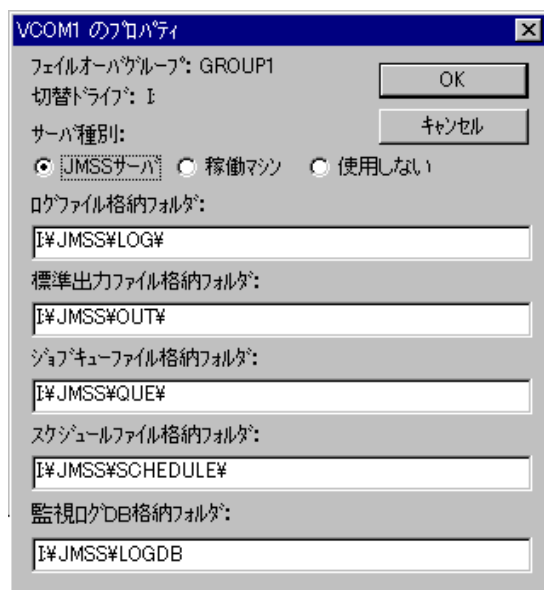 VCOM1 のﾌﾟﾛﾊﾟﾃｨ
ﾌｪｲﾙｵｰﾊﾞｸﾞﾙｰﾌﾟ: GROUP1
OK
切替ﾄﾞﾗｲﾌﾞ: I:
ｷｬﾝｾﾙ
ｻｰﾊﾞ種別:
JMSSｻｰﾊﾞ 稼働ﾏｼﾝ 使用しない
ﾛｸﾞﾌｧｲﾙ格納ﾌｫﾙﾀﾞ:
I:¥JMSS¥LOG¥
標準出力ﾌｧｲﾙ格納ﾌｫﾙﾀﾞ:
I:¥JMSS¥OUT¥
ｼﾞｮﾌﾞｷｭｰﾌｧｲﾙ格納ﾌｫﾙﾀﾞ:
I:¥JMSS¥QUE¥
ｽｹｼﾞｭｰﾙﾌｧｲﾙ格納ﾌｫﾙﾀﾞ:
I:¥JMSS¥SCHEDULE¥
監視ﾛｸﾞDB格納ﾌｫﾙﾀﾞ:
I:¥JMSS¥LOGDB